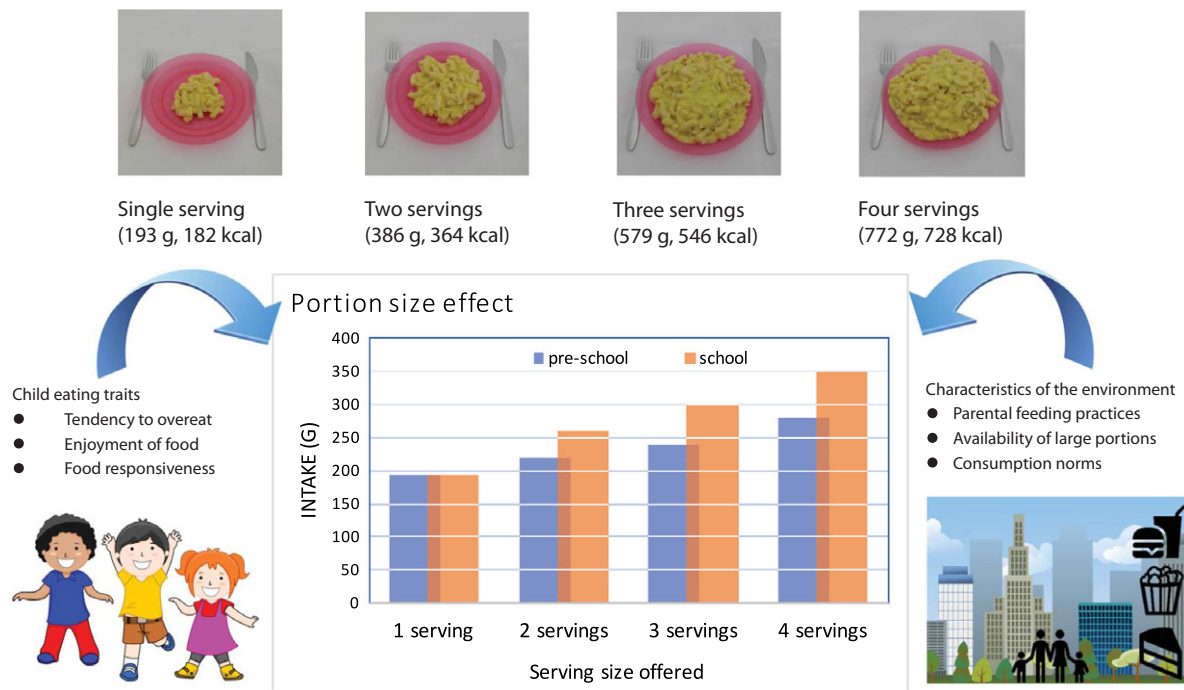 Single serving
(193 g, 182 kcal)
Two servings
(386 g, 364 kcal)
Three servings
(579 g, 546 kcal)
Four servings
(772 g, 728 kcal)
Child eating traits
● Tendency to overeat
● Enjoyment of food
● Food responsiveness
Portion size effect
pre-school
school
INTAKE (G)
400
350
300
250
200
150
100
50
0
1 serving
2 servings
3 servings
4 servings
Serving size offered
Characteristics of the environment
● Parental feeding practices
● Availability of large portions
● Consumption norms